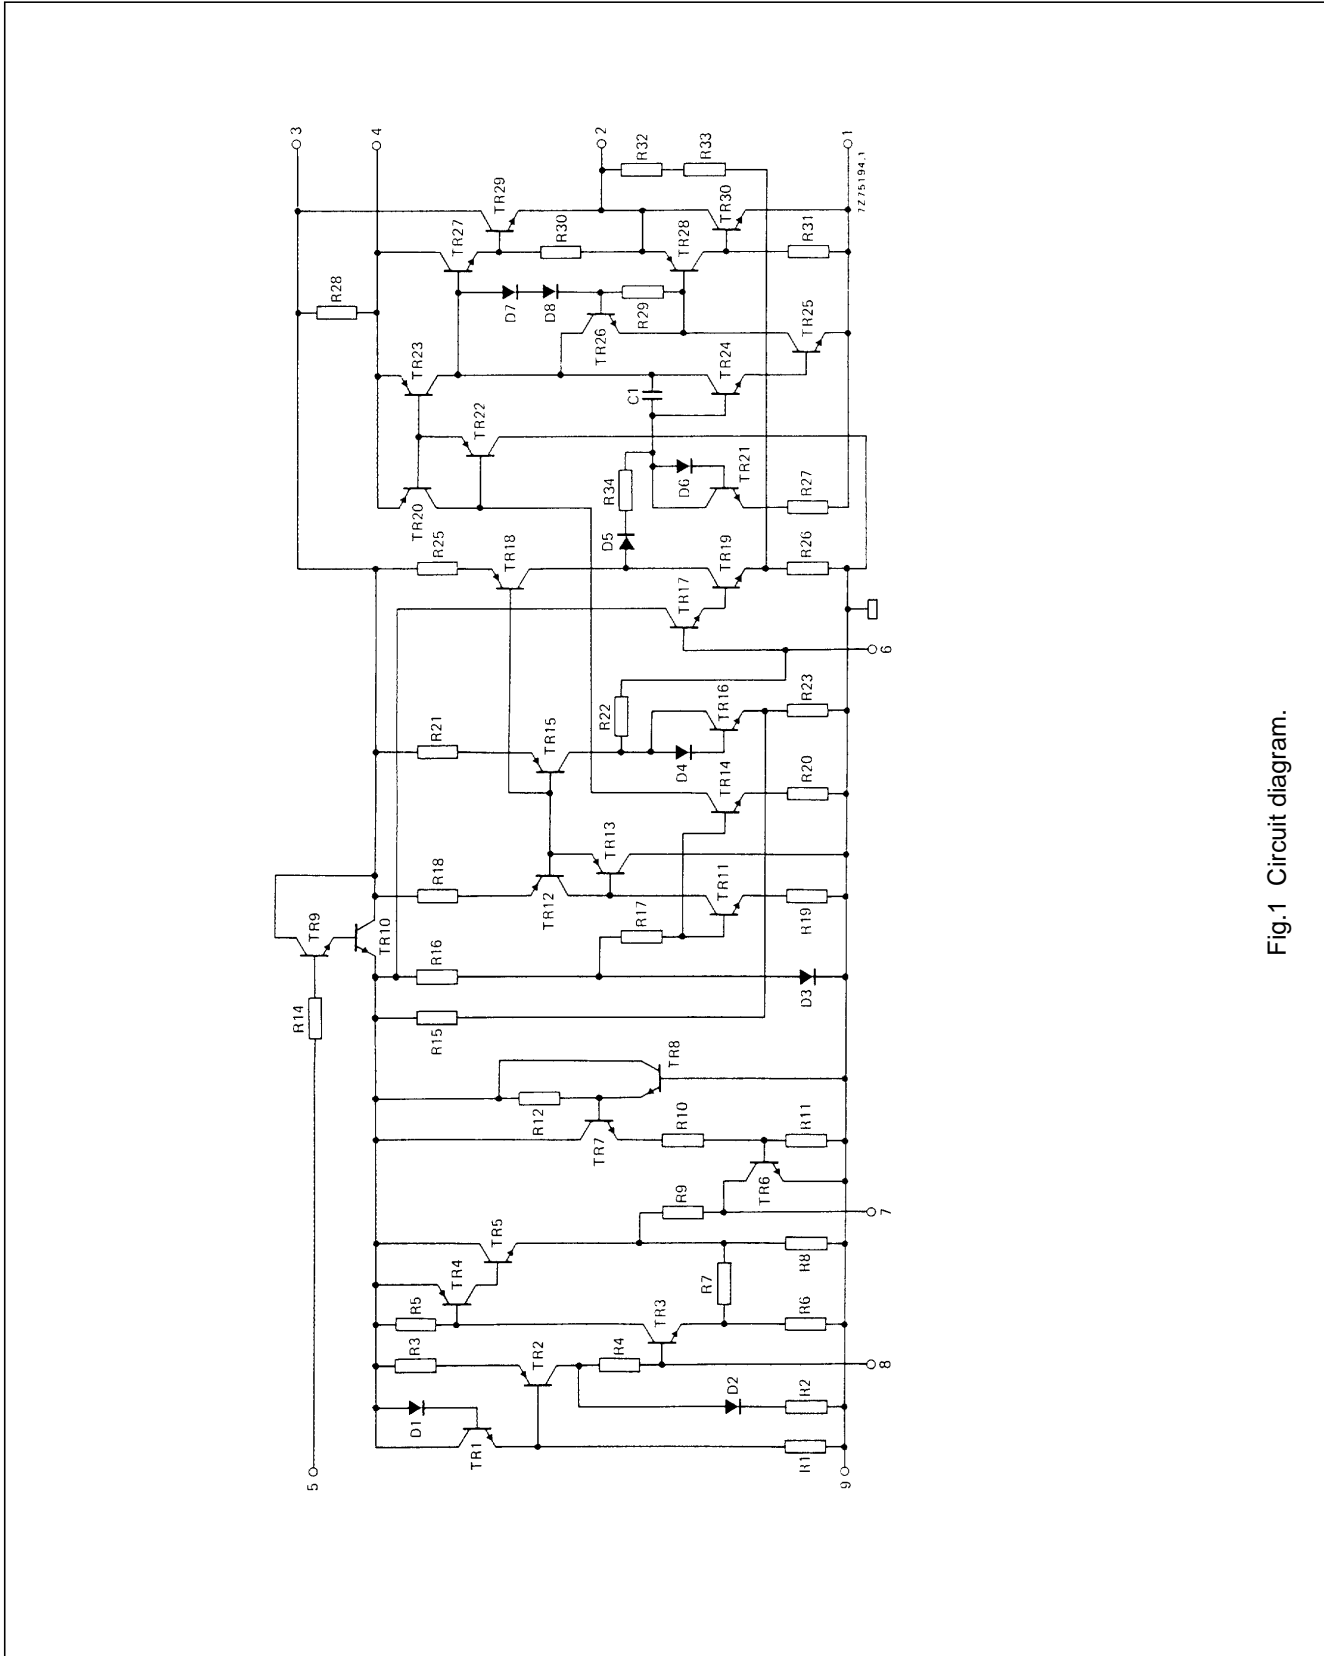 3
4
2
1
7Z75194.1
R28
R32
R33
TR29
TR27
R30
TR30
TR28
R31
D7
D8
R29
TR26
TR25
TR23
TR24
C1
TR22
TR21
D6
R27
R34
TR20
D5
R25
TR18
TR19
R26
TR17
6
R22
TR16
R23
R21
TR15
D4
TR14
R20
TR13
R18
TR12
TR11
R17
R19
TR9
TR10
R16
D3
R14
R15
TR8
R12
R10
TR7
R11
TR6
R9
7
TR5
R8
TR4
R7
R5
TR3
R6
R3
TR2
R4
8
D2
R2
D1
TR1
R1
5
9
Fig.1 Circuit diagram.